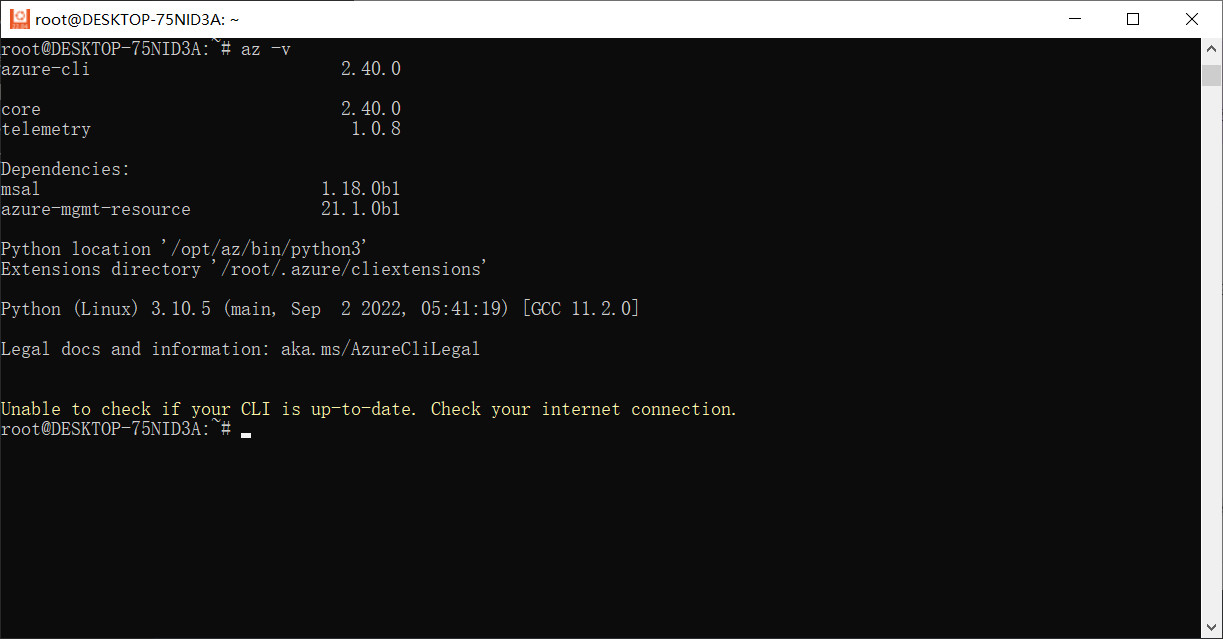 root@DESKTOP-75NID3A: ~
root@DESKTOP-75NID3A:~# az -v
azure-cli                         2.40.0
core                              2.40.0
telemetry                          1.0.8
Dependencies:
msal                            1.18.0b1
azure-mgmt-resource             21.1.0b1
Python location '/opt/az/bin/python3'
Extensions directory '/root/.azure/cliextensions'
Python (Linux) 3.10.5 (main, Sep  2 2022, 05:41:19) [GCC 11.2.0]
Legal docs and information: aka.ms/AzureCliLegal
Unable to check if your CLI is up-to-date. Check your internet connection.
root@DESKTOP-75NID3A:~#